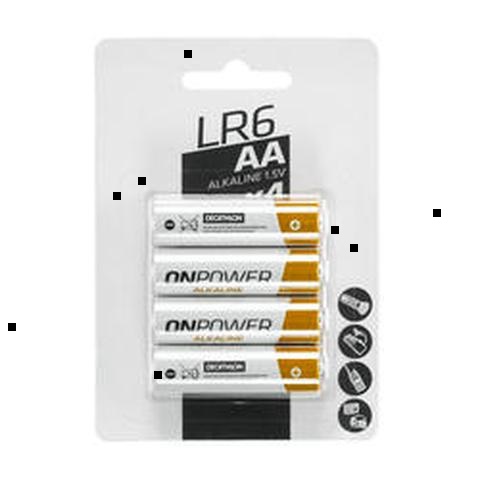 LR6
AA
ALKALINE 1.5V
x4
DECATHLON
ONPOWER
ALKALINE
ONPOWER
ALKALINE
DECATHLON